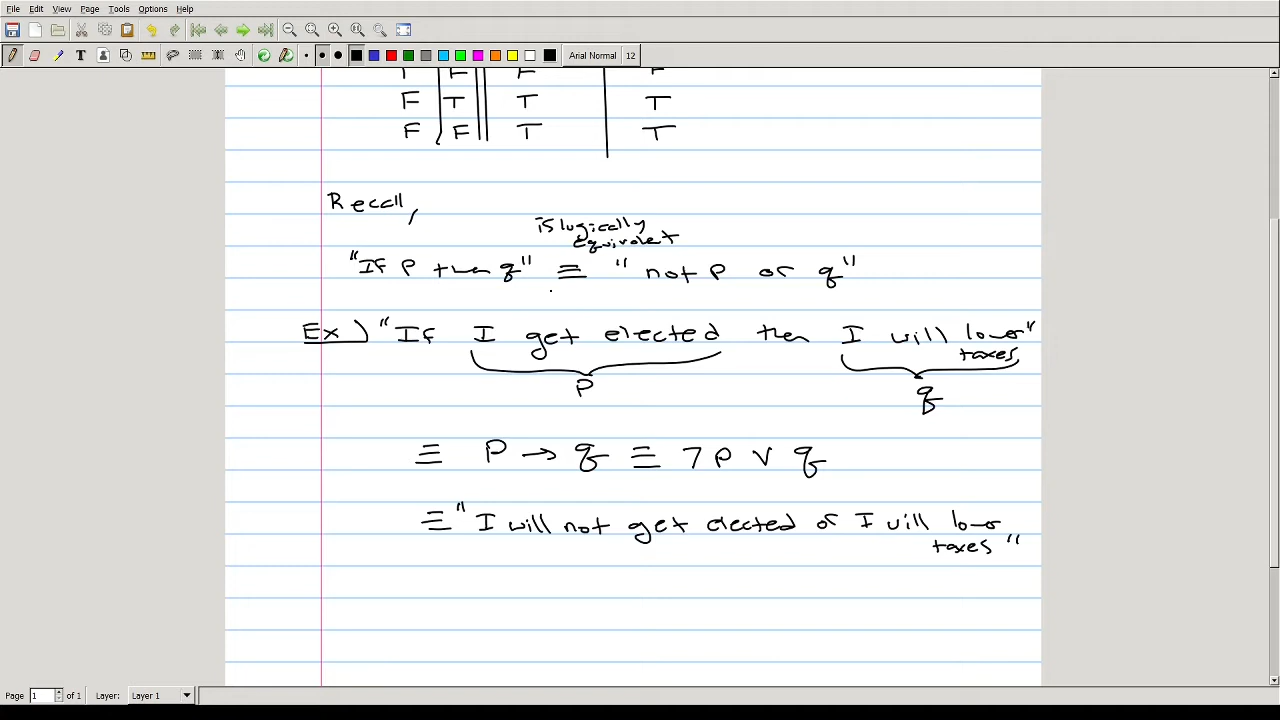 File Edit View Page Tools Options Help
T Arial Normal 12
T F F F
F T T T
F F T T
Recall,
is logically
equivalent
"If P then q" ≡ "not P or q"
Ex) "If I get elected then I will lower"
taxes,
P
q
≡ P → q ≡ ¬P ∨ q
≡ "I will not get elected or I will lower
taxes"
Page 1 of 1 Layer: Layer 1